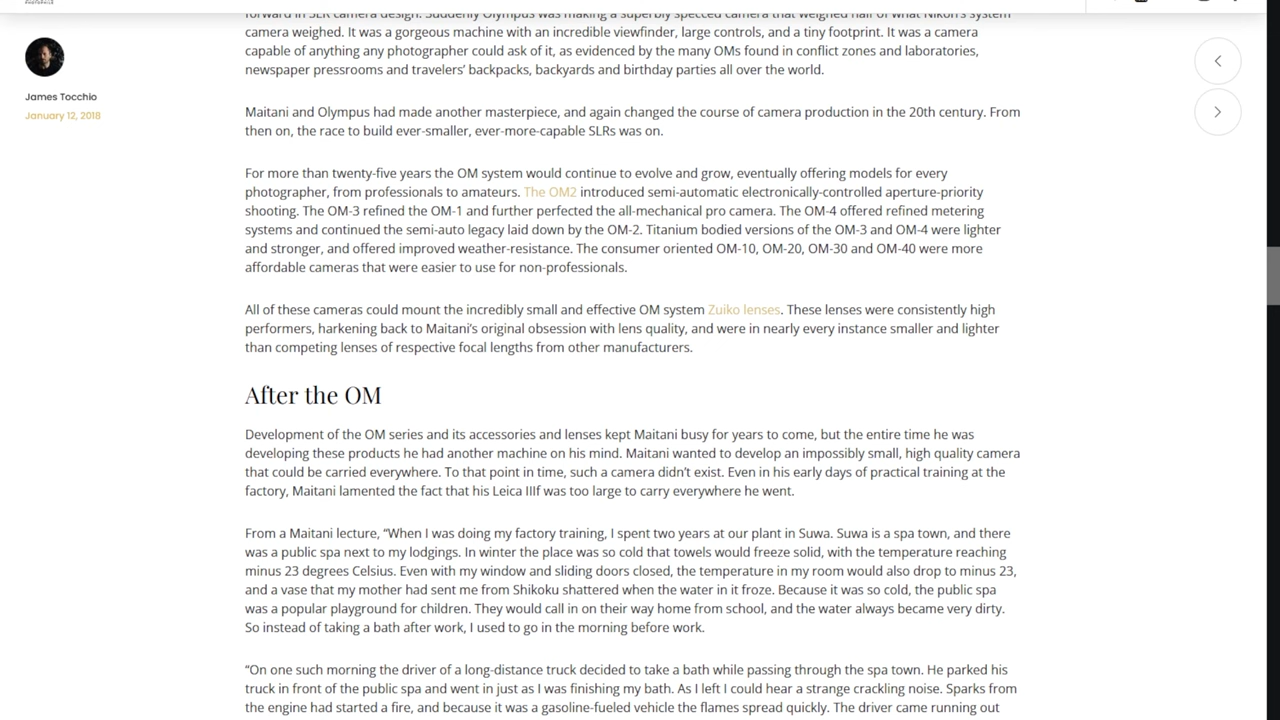 forward in SLR camera design. Suddenly Olympus was making a superbly specced camera that weighed half of what Nikon's system
camera weighed. It was a gorgeous machine with an incredible viewfinder, large controls, and a tiny footprint. It was a camera
capable of anything any photographer could ask of it, as evidenced by the many OMs found in conflict zones and laboratories,
newspaper pressrooms and travelers’ backpacks, backyards and birthday parties all over the world.
James Tocchio
January 12, 2018
Maitani and Olympus had made another masterpiece, and again changed the course of camera production in the 20th century. From
then on, the race to build ever-smaller, ever-more-capable SLRs was on.
For more than twenty-five years the OM system would continue to evolve and grow, eventually offering models for every
photographer, from professionals to amateurs. The OM2 introduced semi-automatic electronically-controlled aperture-priority
shooting. The OM-3 refined the OM-1 and further perfected the all-mechanical pro camera. The OM-4 offered refined metering
systems and continued the semi-auto legacy laid down by the OM-2. Titanium bodied versions of the OM-3 and OM-4 were lighter
and stronger, and offered improved weather-resistance. The consumer oriented OM-10, OM-20, OM-30 and OM-40 were more
affordable cameras that were easier to use for non-professionals.
All of these cameras could mount the incredibly small and effective OM system Zuiko lenses. These lenses were consistently high
performers, harkening back to Maitani’s original obsession with lens quality, and were in nearly every instance smaller and lighter
than competing lenses of respective focal lengths from other manufacturers.
After the OM
Development of the OM series and its accessories and lenses kept Maitani busy for years to come, but the entire time he was
developing these products he had another machine on his mind. Maitani wanted to develop an impossibly small, high quality camera
that could be carried everywhere. To that point in time, such a camera didn’t exist. Even in his early days of practical training at the
factory, Maitani lamented the fact that his Leica IIIf was too large to carry everywhere he went.
From a Maitani lecture, “When I was doing my factory training, I spent two years at our plant in Suwa. Suwa is a spa town, and there
was a public spa next to my lodgings. In winter the place was so cold that towels would freeze solid, with the temperature reaching
minus 23 degrees Celsius. Even with my window and sliding doors closed, the temperature in my room would also drop to minus 23,
and a vase that my mother had sent me from Shikoku shattered when the water in it froze. Because it was so cold, the public spa
was a popular playground for children. They would call in on their way home from school, and the water always became very dirty.
So instead of taking a bath after work, I used to go in the morning before work.
“On one such morning the driver of a long-distance truck decided to take a bath while passing through the spa town. He parked his
truck in front of the public spa and went in just as I was finishing my bath. As I left I could hear a strange crackling noise. Sparks from
the engine had started a fire, and because it was a gasoline-fueled vehicle the flames spread quickly. The driver came running out